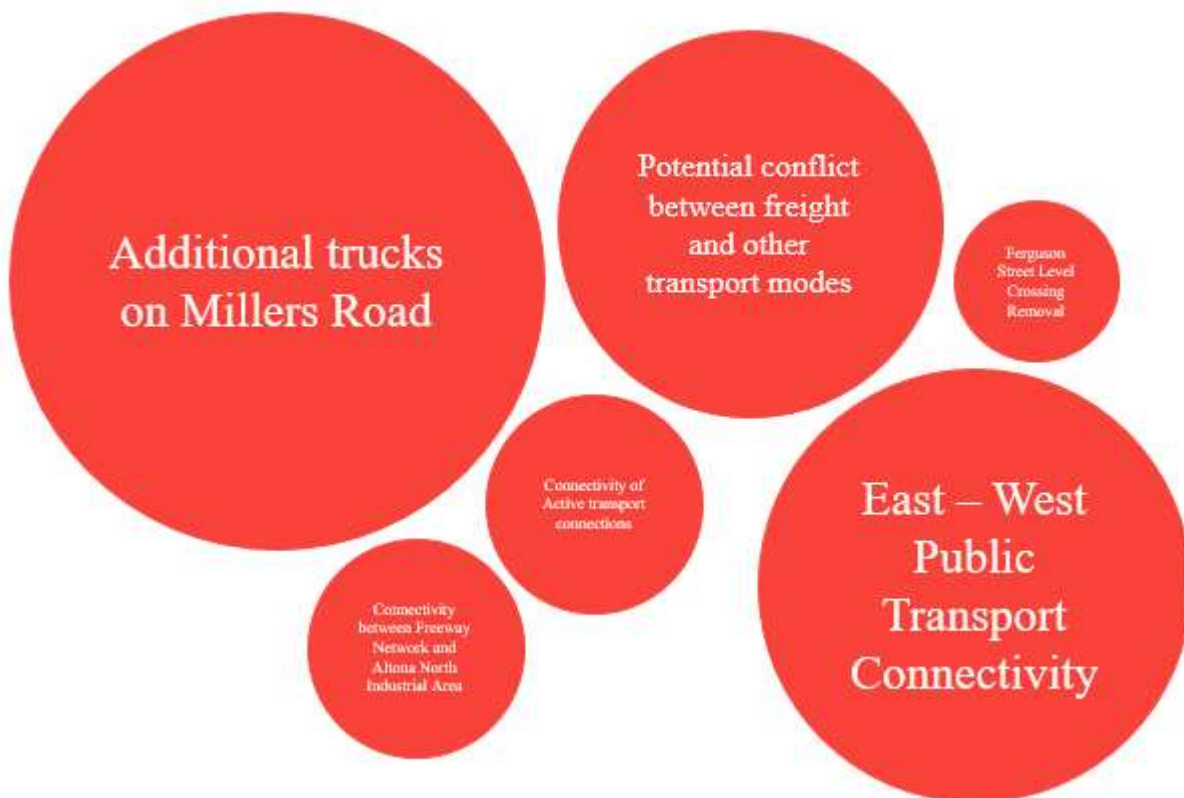 Additional trucks
on Millers Road
Potential conflict
between freight
and other
transport modes
Ferguson
Street Level
Crossing
Removal
Connectivity of
Active transport
connections
East – West
Public
Transport
Connectivity
Connectivity
between Freeway
Network and
Altona North
Industrial Area